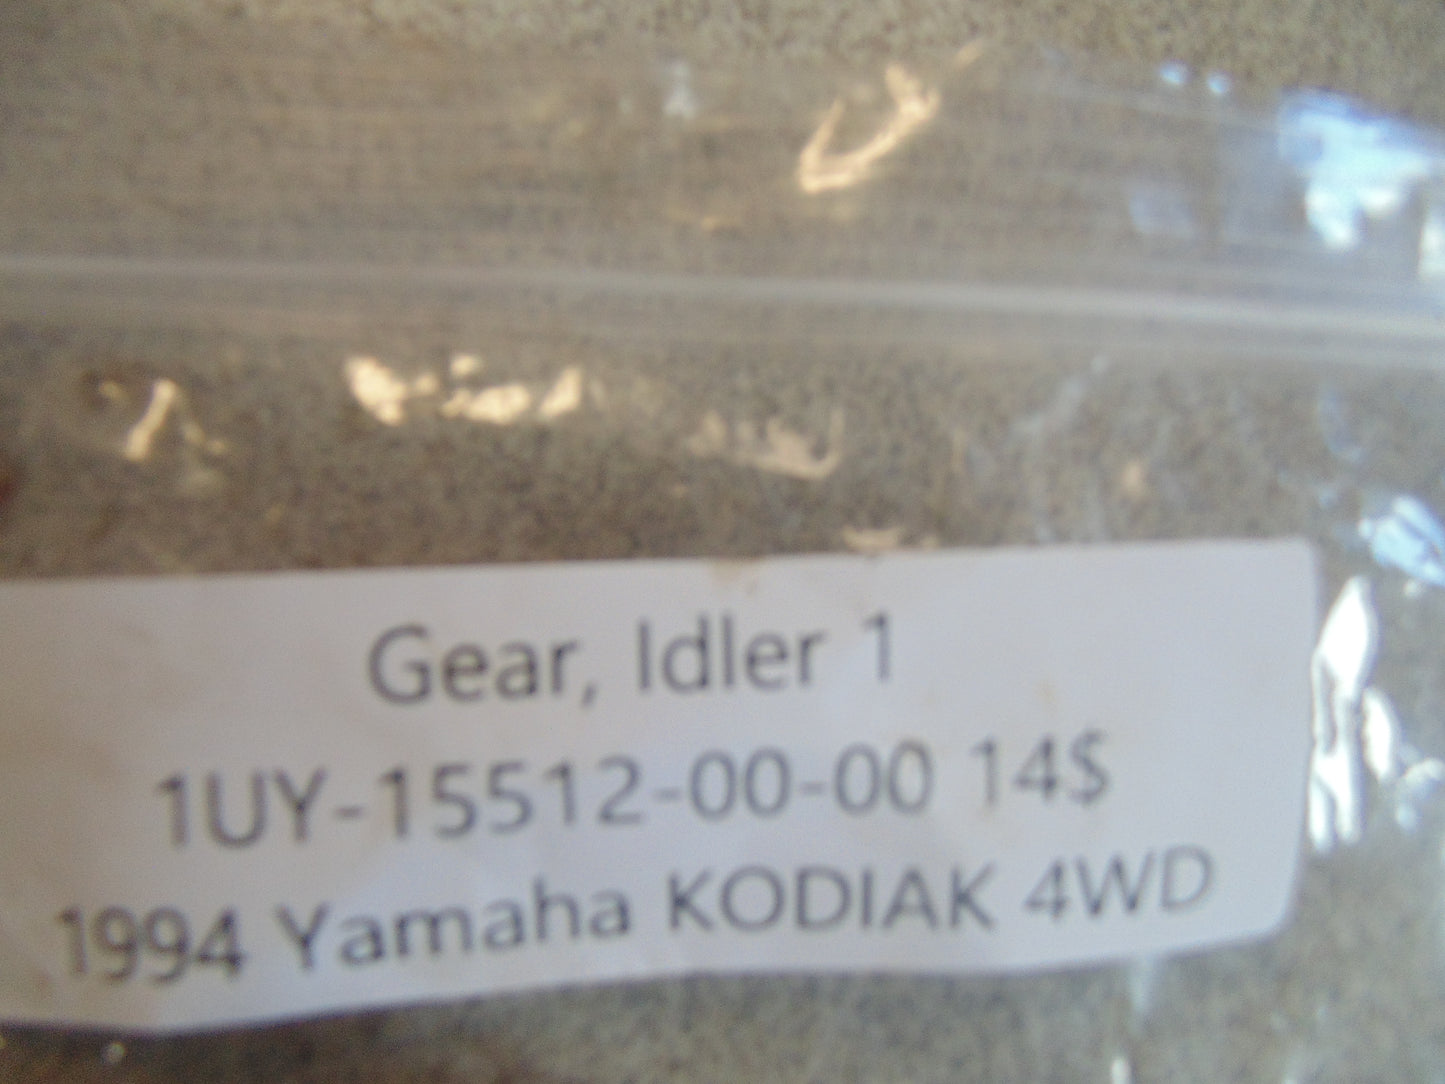 Gear, Idler 1
1UY-15512-00-00 14$
1994 Yamaha KODIAK 4WD